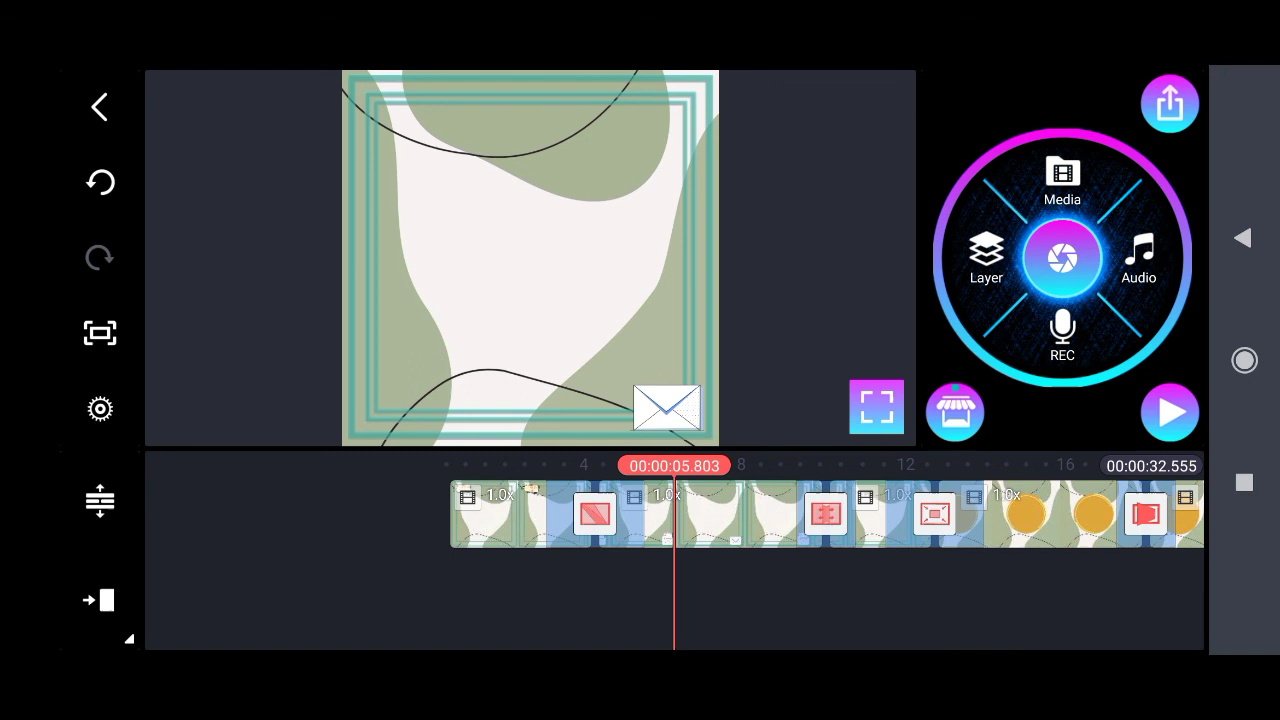 Media
Layer
Audio
REC
4
00:00:05.803
8
12
16
00:00:32.555
1.0x
1.0x
1.0x
1.0x